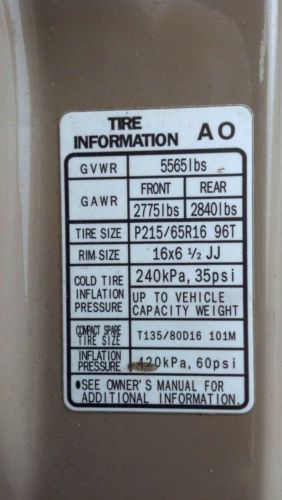 TIRE
INFORMATION AO
GVWR 5565lbs
GAWR FRONT REAR
2775lbs 2840lbs
TIRE SIZE P215/65R16 96T
RIM SIZE 16x6 ½ JJ
COLD TIRE INFLATION PRESSURE 240kPa, 35psi
UP TO VEHICLE CAPACITY WEIGHT
COMPACT SPARE TIRE SIZE T135/80D16 101M
INFLATION PRESSURE 420kPa, 60psi
•SEE OWNER'S MANUAL FOR
ADDITIONAL INFORMATION.